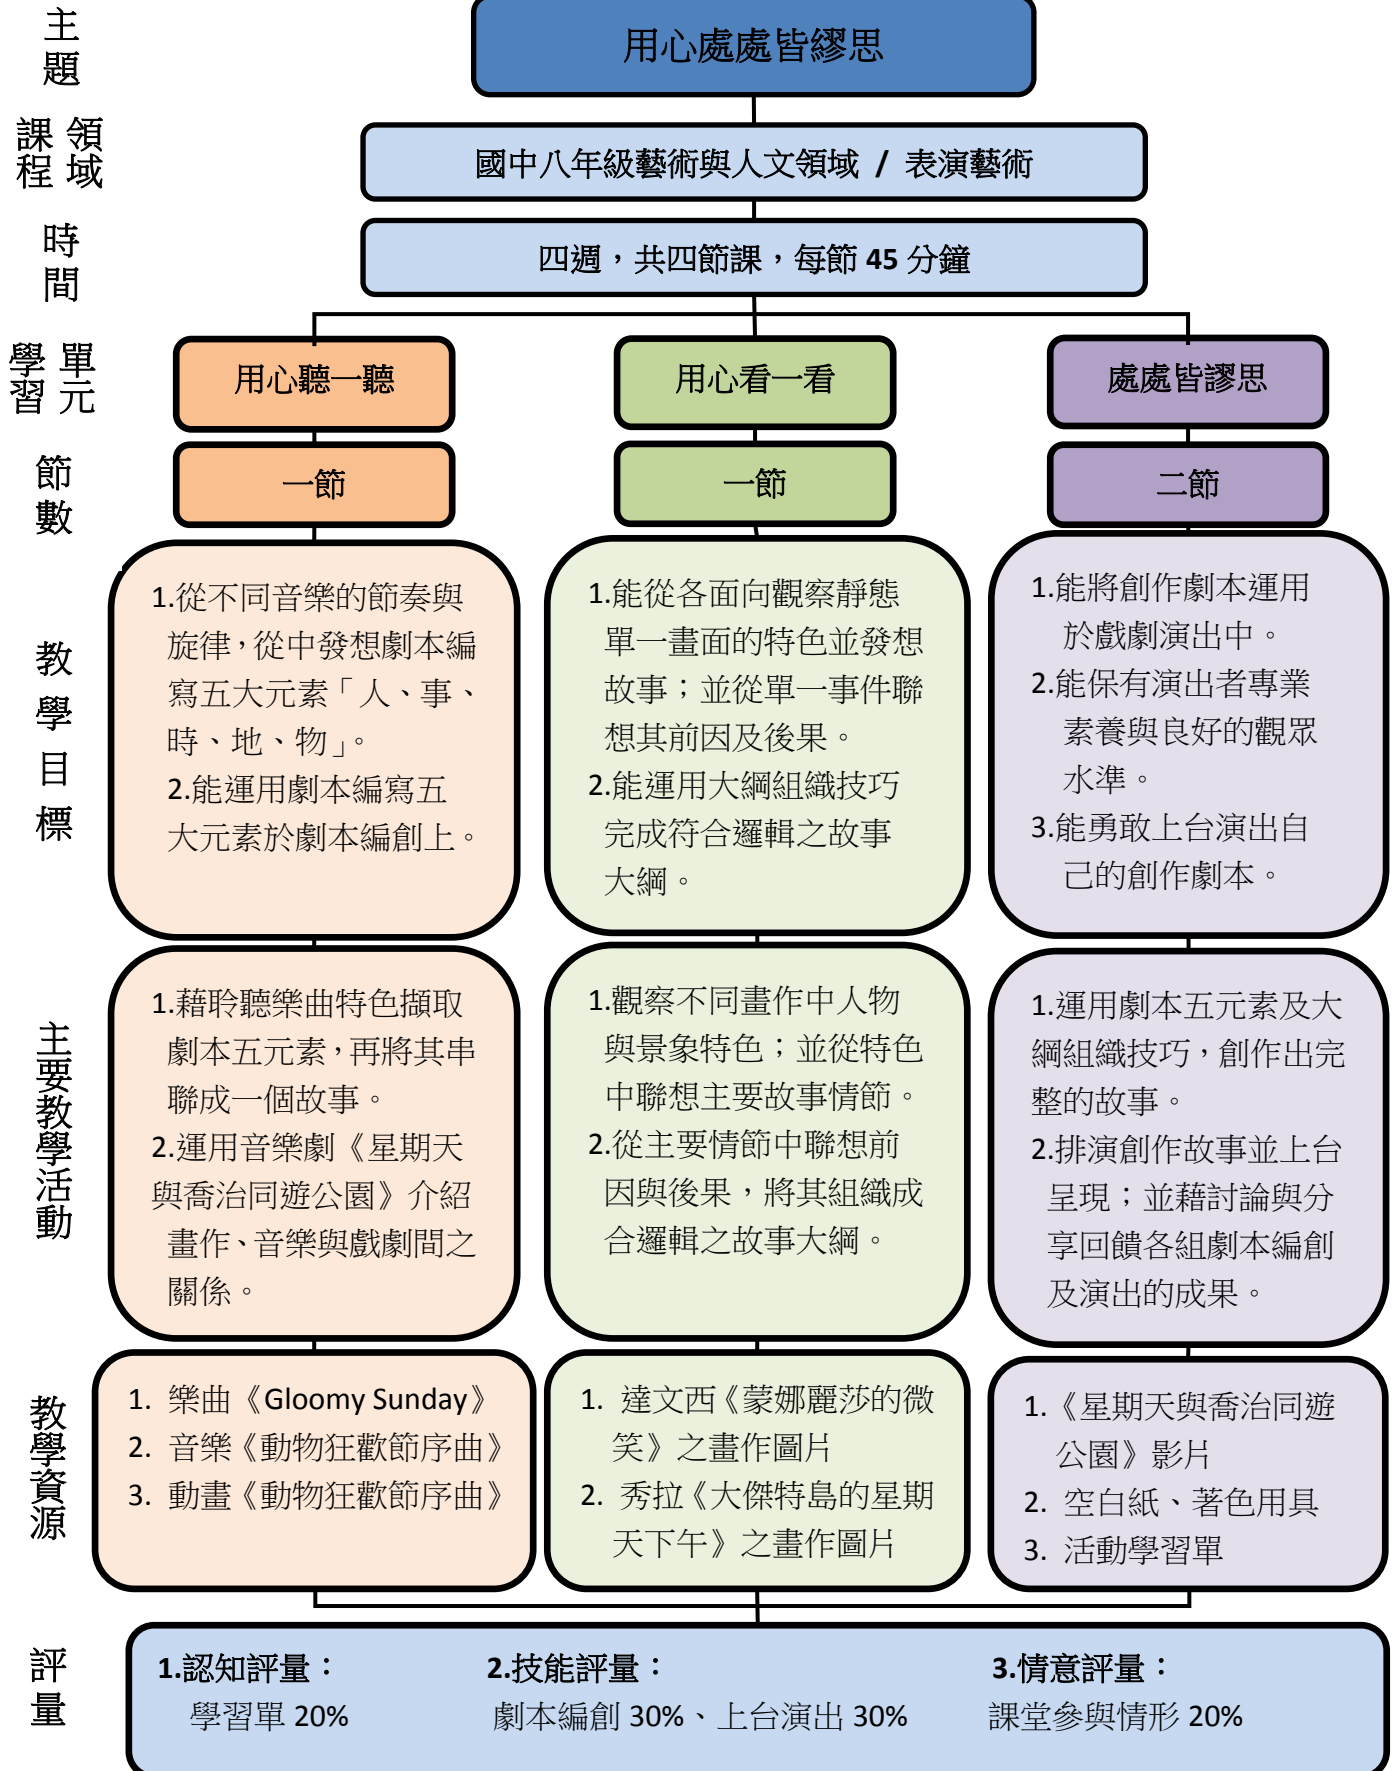 主題
用心處處皆繆思
領域
課程
國中八年級藝術與人文領域 / 表演藝術
時間
四週，共四節課，每節 45 分鐘
學習單元
用心聽一聽
用心看一看
處處皆謬思
節數
一節
一節
二節
教學目標
1.從不同音樂的節奏與
旋律，從中發想劇本編
寫五大元素「人、事、
時、地、物」。
2.能運用劇本編寫五
大元素於劇本編創上。
1.能從各面向觀察靜態
單一畫面的特色並發想
故事；並從單一事件聯
想其前因及後果。
2.能運用大綱組織技巧
完成符合邏輯之故事
大綱。
1.能將創作劇本運用
於戲劇演出中。
2.能保有演出者專業
素養與良好的觀眾
水準。
3.能勇敢上台演出自
己的創作劇本。
主要教學活動
1.藉聆聽樂曲特色擷取
劇本五元素，再將其串
聯成一個故事。
2.運用音樂劇《星期天
與喬治同遊公園》介紹
畫作、音樂與戲劇間之
關係。
1.觀察不同畫作中人物
與景象特色；並從特色
中聯想主要故事情節。
2.從主要情節中聯想前
因與後果，將其組織成
合邏輯之故事大綱。
1.運用劇本五元素及大
綱組織技巧，創作出完
整的故事。
2.排演創作故事並上台
呈現；並藉討論與分
享回饋各組劇本編創
及演出的成果。
教學資源
1. 樂曲《Gloomy Sunday》
2. 音樂《動物狂歡節序曲》
3. 動畫《動物狂歡節序曲》
1. 達文西《蒙娜麗莎的微
笑》之畫作圖片
2. 秀拉《大傑特島的星期
天下午》之畫作圖片
1.《星期天與喬治同遊
公園》影片
2. 空白紙、著色用具
3. 活動學習單
評量
1.認知評量：
學習單 20%
2.技能評量：
劇本編創 30%、上台演出 30%
3.情意評量：
課堂參與情形 20%